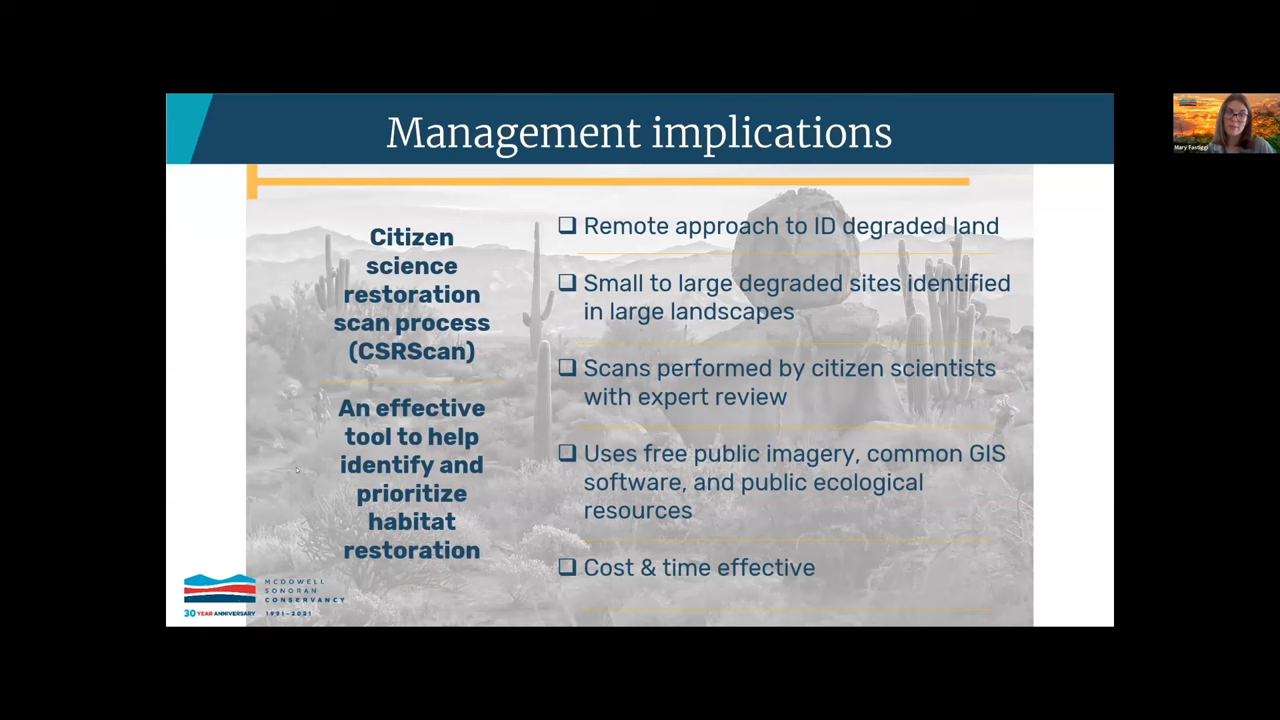 Management implications
Citizen
science
restoration
scan process
(CSRScan)
An effective
tool to help
identify and
prioritize
habitat
restoration
Remote approach to ID degraded land
Small to large degraded sites identified
in large landscapes
Scans performed by citizen scientists
with expert review
Uses free public imagery, common GIS
software, and public ecological
resources
Cost & time effective
MCDOWELL
SONORAN
CONSERVANCY
30 YEAR ANNIVERSARY 1991-2021
Mary Fastiggi